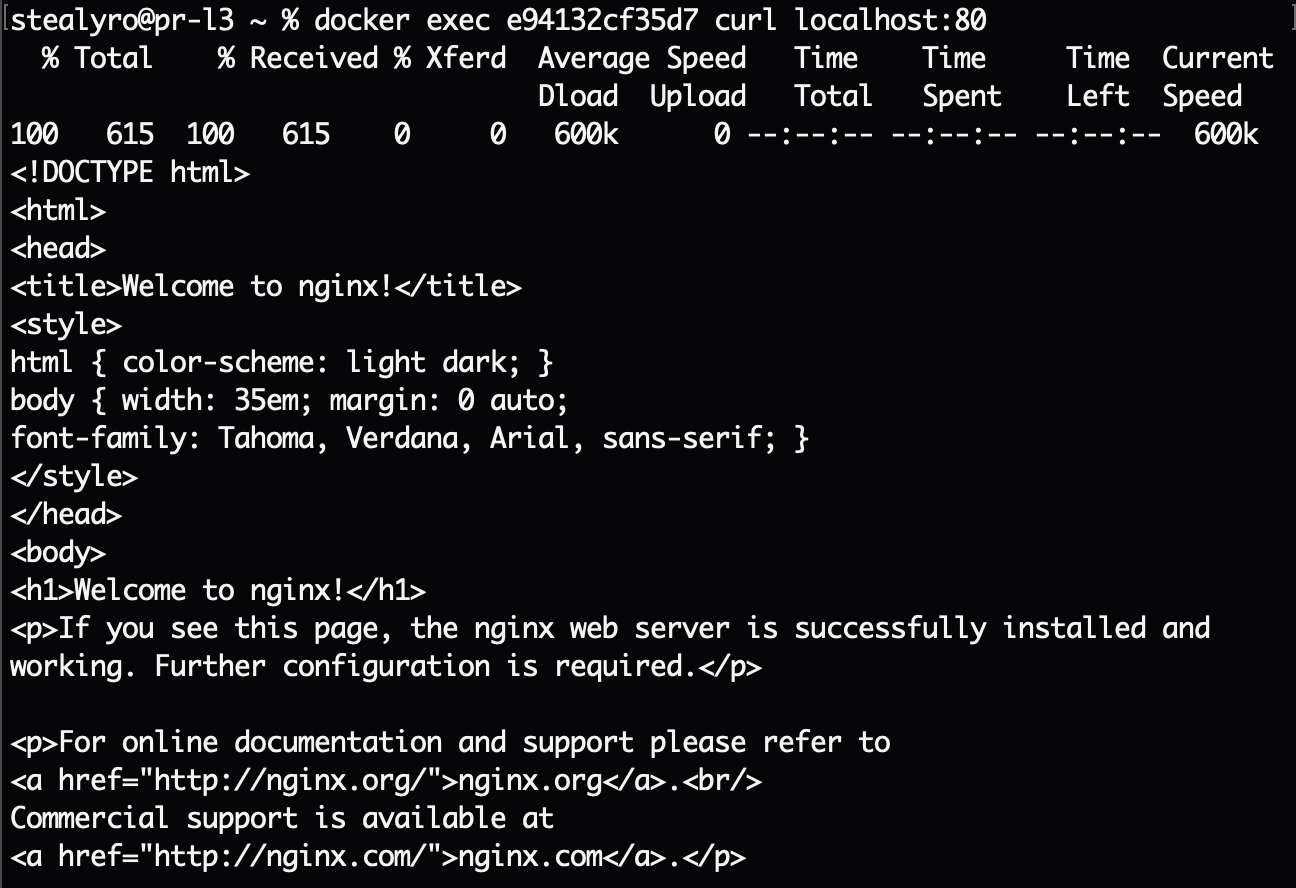 [stealyro@pr-l3 ~ % docker exec e94132cf35d7 curl localhost:80 ]
  % Total    % Received % Xferd  Average Speed   Time    Time     Time  Current
                                 Dload  Upload   Total   Spent    Left  Speed
100   615  100   615    0     0   600k      0 --:--:-- --:--:-- --:--:--  600k
<!DOCTYPE html>
<html>
<head>
<title>Welcome to nginx!</title>
<style>
html { color-scheme: light dark; }
body { width: 35em; margin: 0 auto;
font-family: Tahoma, Verdana, Arial, sans-serif; }
</style>
</head>
<body>
<h1>Welcome to nginx!</h1>
<p>If you see this page, the nginx web server is successfully installed and
working. Further configuration is required.</p>

<p>For online documentation and support please refer to
<a href="http://nginx.org/">nginx.org</a>.<br/>
Commercial support is available at
<a href="http://nginx.com/">nginx.com</a>.</p>